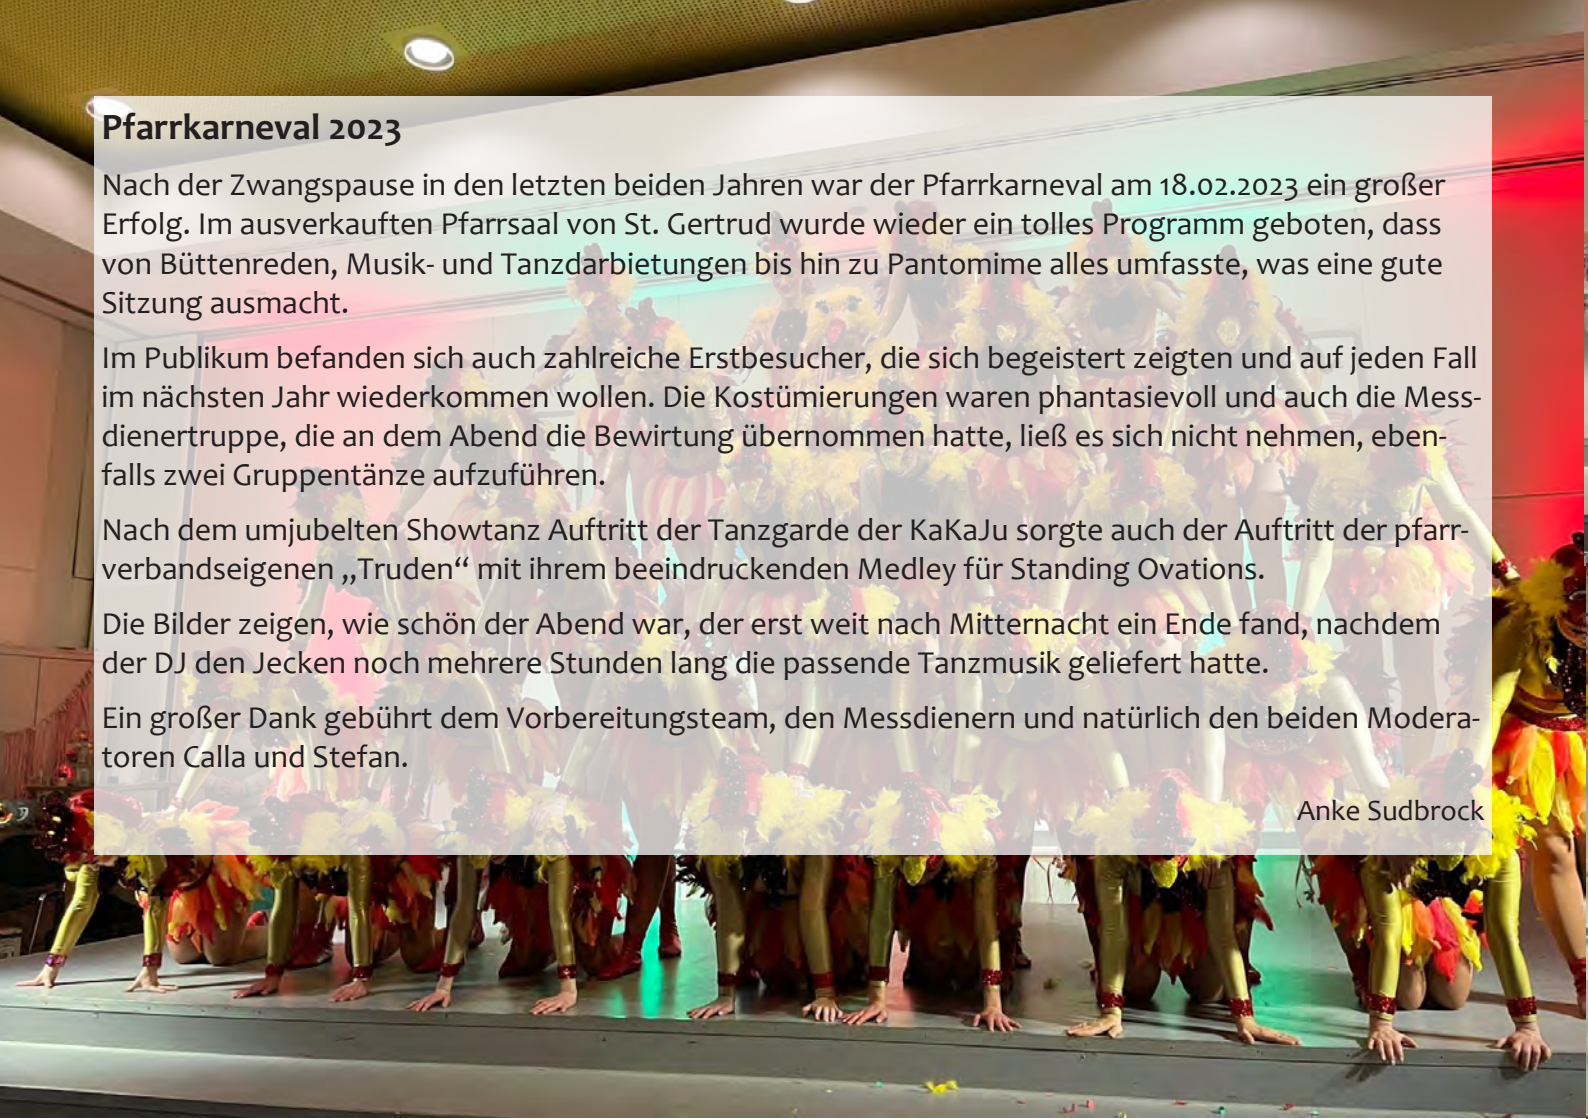 Pfarrkarneval 2023
Nach der Zwangspause in den letzten beiden Jahren war der Pfarrkarneval am 18.02.2023 ein großer
Erfolg. Im ausverkauften Pfarrsaal von St. Gertrud wurde wieder ein tolles Programm geboten, dass
von Büttenreden, Musik- und Tanzdarbietungen bis hin zu Pantomime alles umfasste, was eine gute
Sitzung ausmacht.
Im Publikum befanden sich auch zahlreiche Erstbesucher, die sich begeistert zeigten und auf jeden Fall
im nächsten Jahr wiederkommen wollen. Die Kostümierungen waren phantasievoll und auch die Mess-
dienertruppe, die an dem Abend die Bewirtung übernommen hatte, ließ es sich nicht nehmen, eben-
falls zwei Gruppentänze aufzuführen.
Nach dem umjubelten Showtanz Auftritt der Tanzgarde der KaKaJu sorgte auch der Auftritt der pfarr-
verbandseigenen „Truden“ mit ihrem beeindruckenden Medley für Standing Ovations.
Die Bilder zeigen, wie schön der Abend war, der erst weit nach Mitternacht ein Ende fand, nachdem
der DJ den Jecken noch mehrere Stunden lang die passende Tanzmusik geliefert hatte.
Ein großer Dank gebührt dem Vorbereitungsteam, den Messdienern und natürlich den beiden Modera-
toren Calla und Stefan.
Anke Sudbrock